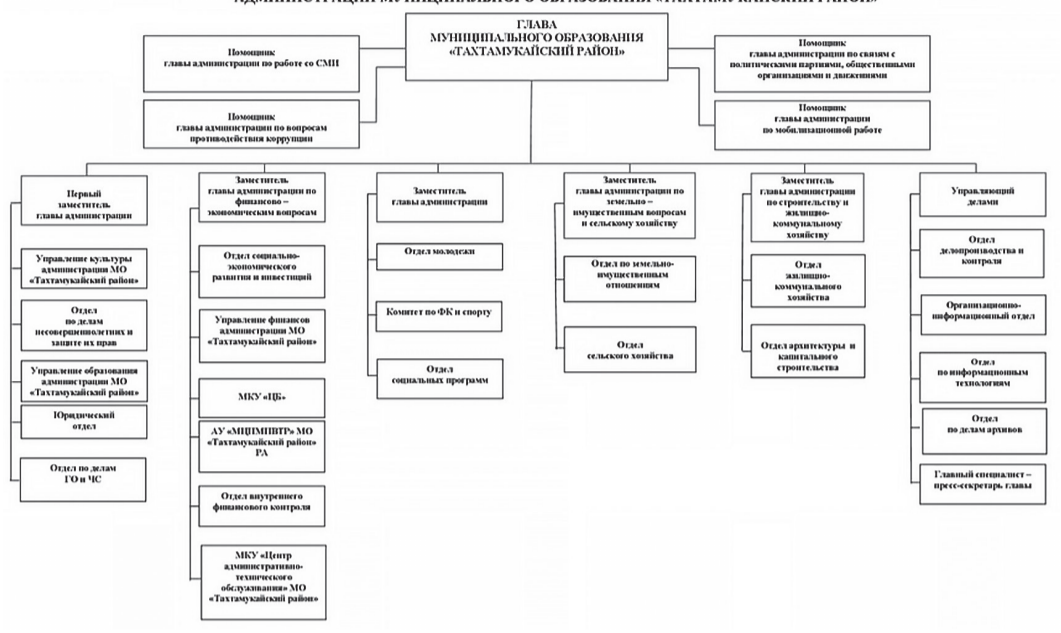 АДМИНИСТРАЦИИ МУНИЦИПАЛЬНОГО ОБРАЗОВАНИЯ «ТАХТАМУКАЙСКИЙ РАЙОН»
ГЛАВА
МУНИЦИПАЛЬНОГО ОБРАЗОВАНИЯ
«ТАХТАМУКАЙСКИЙ РАЙОН»
Помощник
главы администрации по работе со СМИ
Помощник
главы администрации по вопросам
противодействия коррупции
Помощник
главы администрации по связям с
политическими партиями, общественными
организациями и движениями
Помощник
главы администрации
по мобилизационной работе
Первый
заместитель
главы администрации
Управление культуры
администрации МО
«Тахтамукайский район»
Отдел
по делам
несовершеннолетних и
защите их прав
Управление образования
администрации МО
«Тахтамукайский район»
Юридический
отдел
Отдел по делам
ГО и ЧС
Заместитель
главы администрации по
финансово –
экономическим вопросам
Отдел социально-
экономического
развития и инвестиций
Управление финансов
администрации МО
«Тахтамукайский район»
МКУ «ЦБ»
АУ «МЦПМПВТР» МО
«Тахтамукайский район»
РА
Отдел внутреннего
финансового контроля
МКУ «Центр
административно-
технического
обслуживания» МО
«Тахтамукайский район»
Заместитель
главы администрации
Отдел молодежи
Комитет по ФК и спорту
Отдел
социальных программ
Заместитель
главы администрации по
земельно –
имущественным вопросам
и сельскому хозяйству
Отдел по земельно-
имущественным
отношениям
Отдел
сельского хозяйства
Заместитель
главы администрации
по строительству и
жилищно-
коммунальному
хозяйству
Отдел
жилищно-
коммунального
хозяйства
Отдел архитектуры и
капитального
строительства
Управляющий
делами
Отдел
делопроизводства и
контроля
Организационно-
информационный отдел
Отдел
по информационным
технологиям
Отдел
по делам архивов
Главный специалист –
пресс-секретарь главы